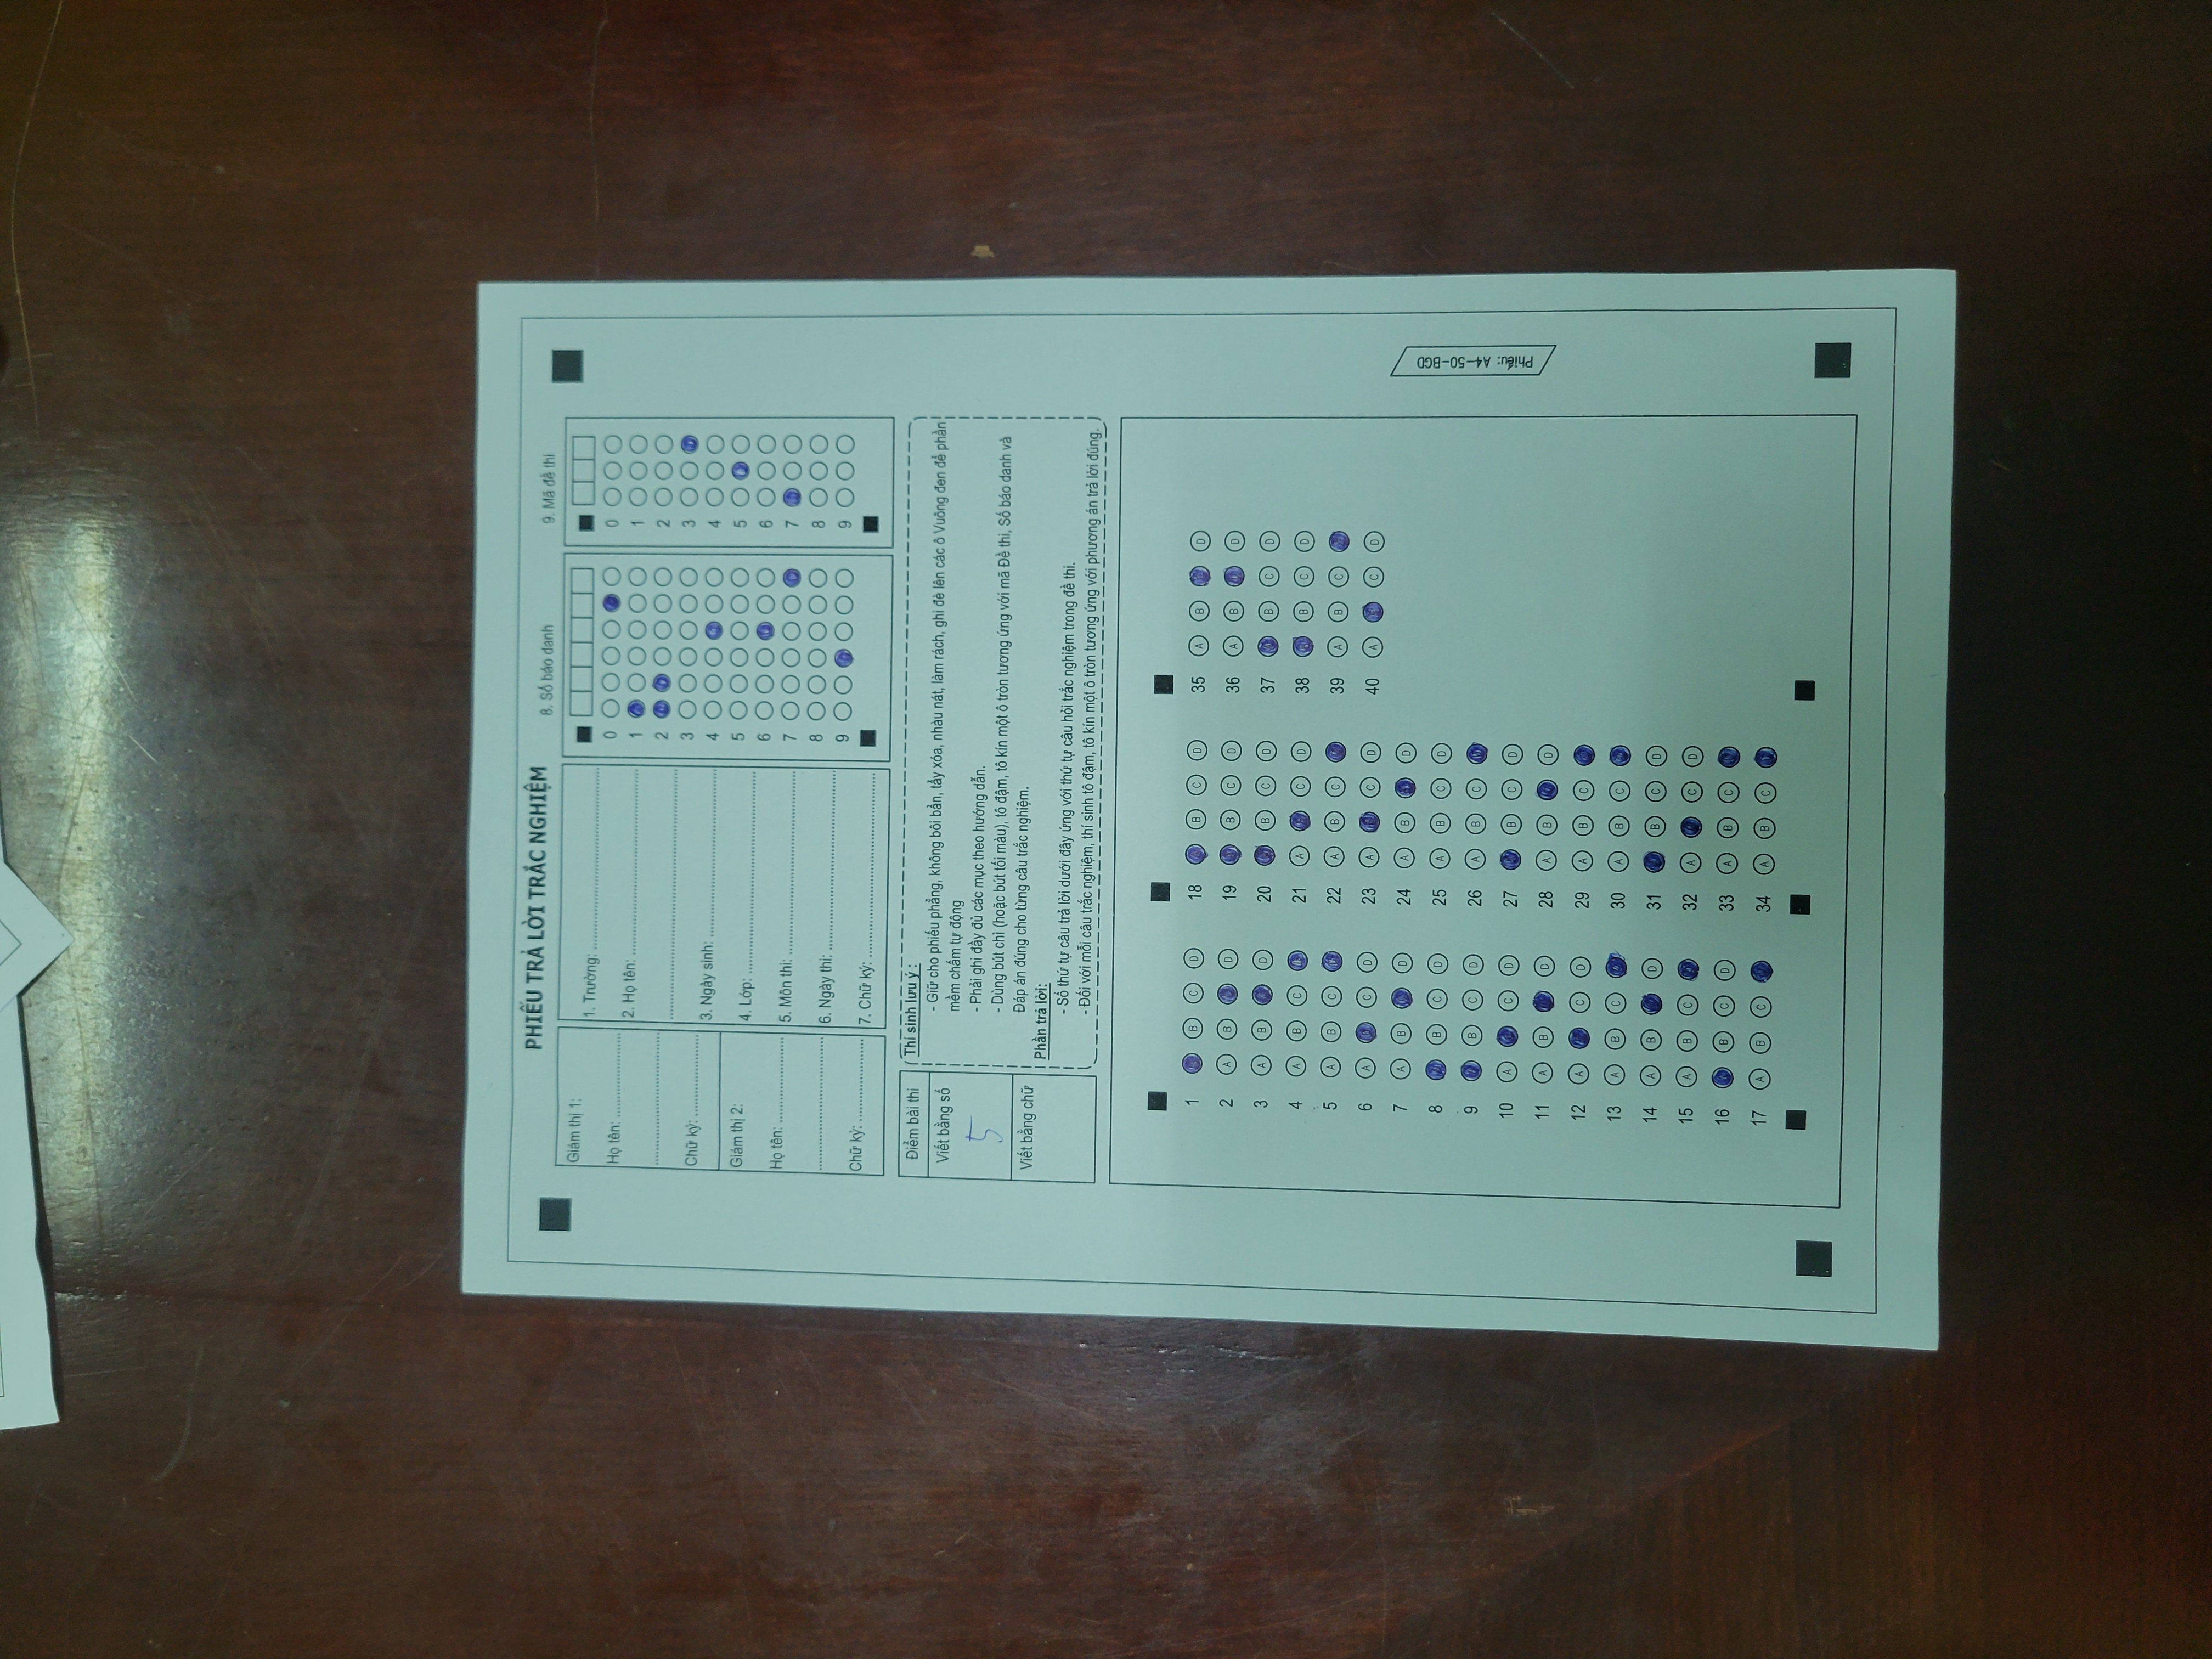 PHIẾU TRẢ LỜI TRẮC NGHIỆM
8. Số báo danh
9. Mã đề thi
Giám thị 1:
Họ tên:
Chữ ký:
Giám thị 2:
Họ tên:
Chữ ký:
1. Trường:
2. Họ tên:
3. Ngày sinh:
4. Lớp:
5. Môn thi:
6. Ngày thi:
7. Chữ ký:
0
1
2
3
4
5
6
7
8
9
0
1
2
3
4
5
6
7
8
9
Điểm bài thi
Viết bằng số
5
Viết bằng chữ
Thí sinh lưu ý :
- Giữ cho phiếu phẳng, không bôi bẩn, tẩy xóa, nhàu nát, làm rách, ghi đè lên các ô Vuông đen để phần
mềm chấm tự động
- Phải ghi đầy đủ các mục theo hướng dẫn.
- Dùng bút chì (hoặc bút tối màu), tô đậm, tô kín một ô tròn tương ứng với mã Đề thi, Số báo danh và
Đáp án đúng cho từng câu trắc nghiệm.
Phần trả lời:
- Số thứ tự câu trả lời dưới đây ứng với thứ tự câu hỏi trắc nghiệm trong đề thi.
- Đối với mỗi câu trắc nghiệm, thí sinh tô đậm, tô kín một ô tròn tương ứng với phương án trả lời đúng.
1 B C D
2 A B D
3 A B D
4 A B C
5 A B C
6 A C D
7 A B D
8 B C D
9 B C D
10 A C D
11 A B D
12 A C D
13 A B C
14 A B D
15 A B C
16 B C D
17 A B C
18 B C D
19 B C D
20 B C D
21 A C D
22 A B C
23 A C D
24 A B D
25 A B C D
26 A B C
27 B C D
28 A B D
29 A B C
30 A B C
31 B C D
32 A C D
33 A B C
34 A B C
35 A B D
36 A B D
37 B C D
38 B C D
39 A B C
40 A C D
Phiếu: A4-50-BGD